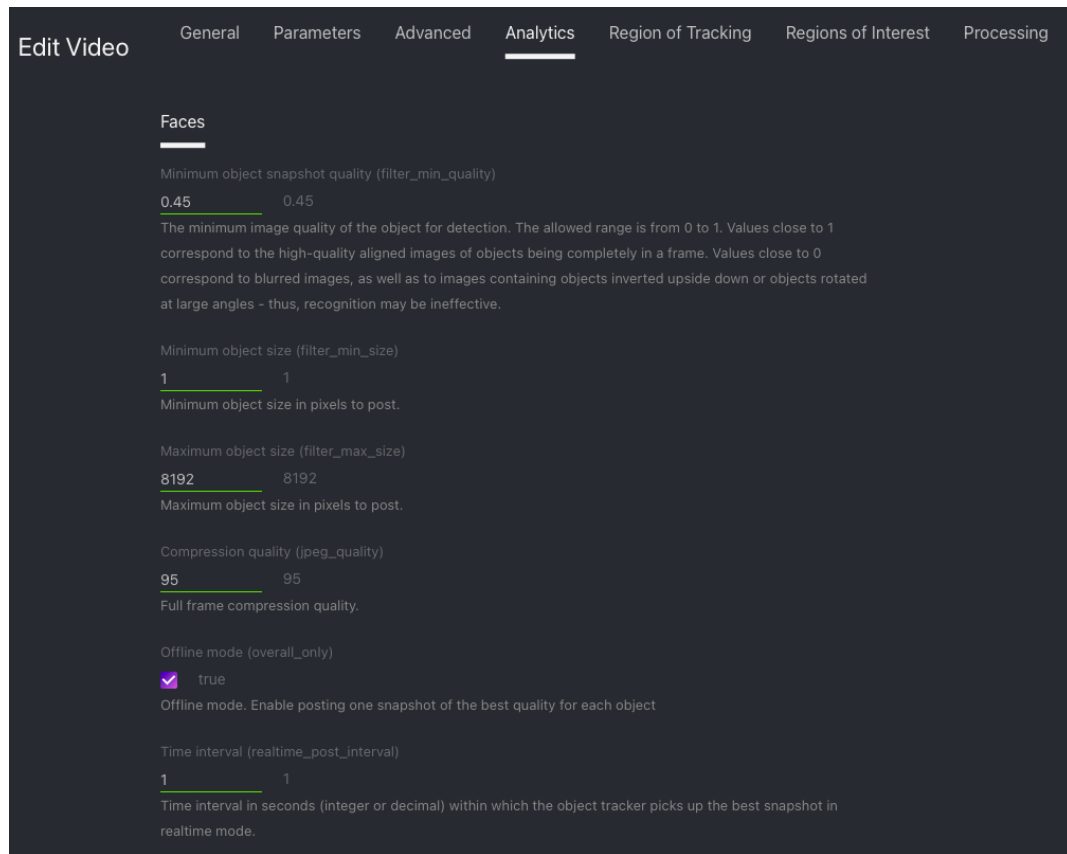 Edit Video
General Parameters Advanced Analytics Region of Tracking Regions of Interest Processing
Faces
Minimum object snapshot quality (filter_min_quality)
0.45 0.45
The minimum image quality of the object for detection. The allowed range is from 0 to 1. Values close to 1
correspond to the high-quality aligned images of objects being completely in a frame. Values close to 0
correspond to blurred images, as well as to images containing objects inverted upside down or objects rotated
at large angles - thus, recognition may be ineffective.
Minimum object size (filter_min_size)
1 1
Minimum object size in pixels to post.
Maximum object size (filter_max_size)
8192 8192
Maximum object size in pixels to post.
Compression quality (jpeg_quality)
95 95
Full frame compression quality.
Offline mode (overall_only)
true
Offline mode. Enable posting one snapshot of the best quality for each object
Time interval (realtime_post_interval)
1 1
Time interval in seconds (integer or decimal) within which the object tracker picks up the best snapshot in
realtime mode.